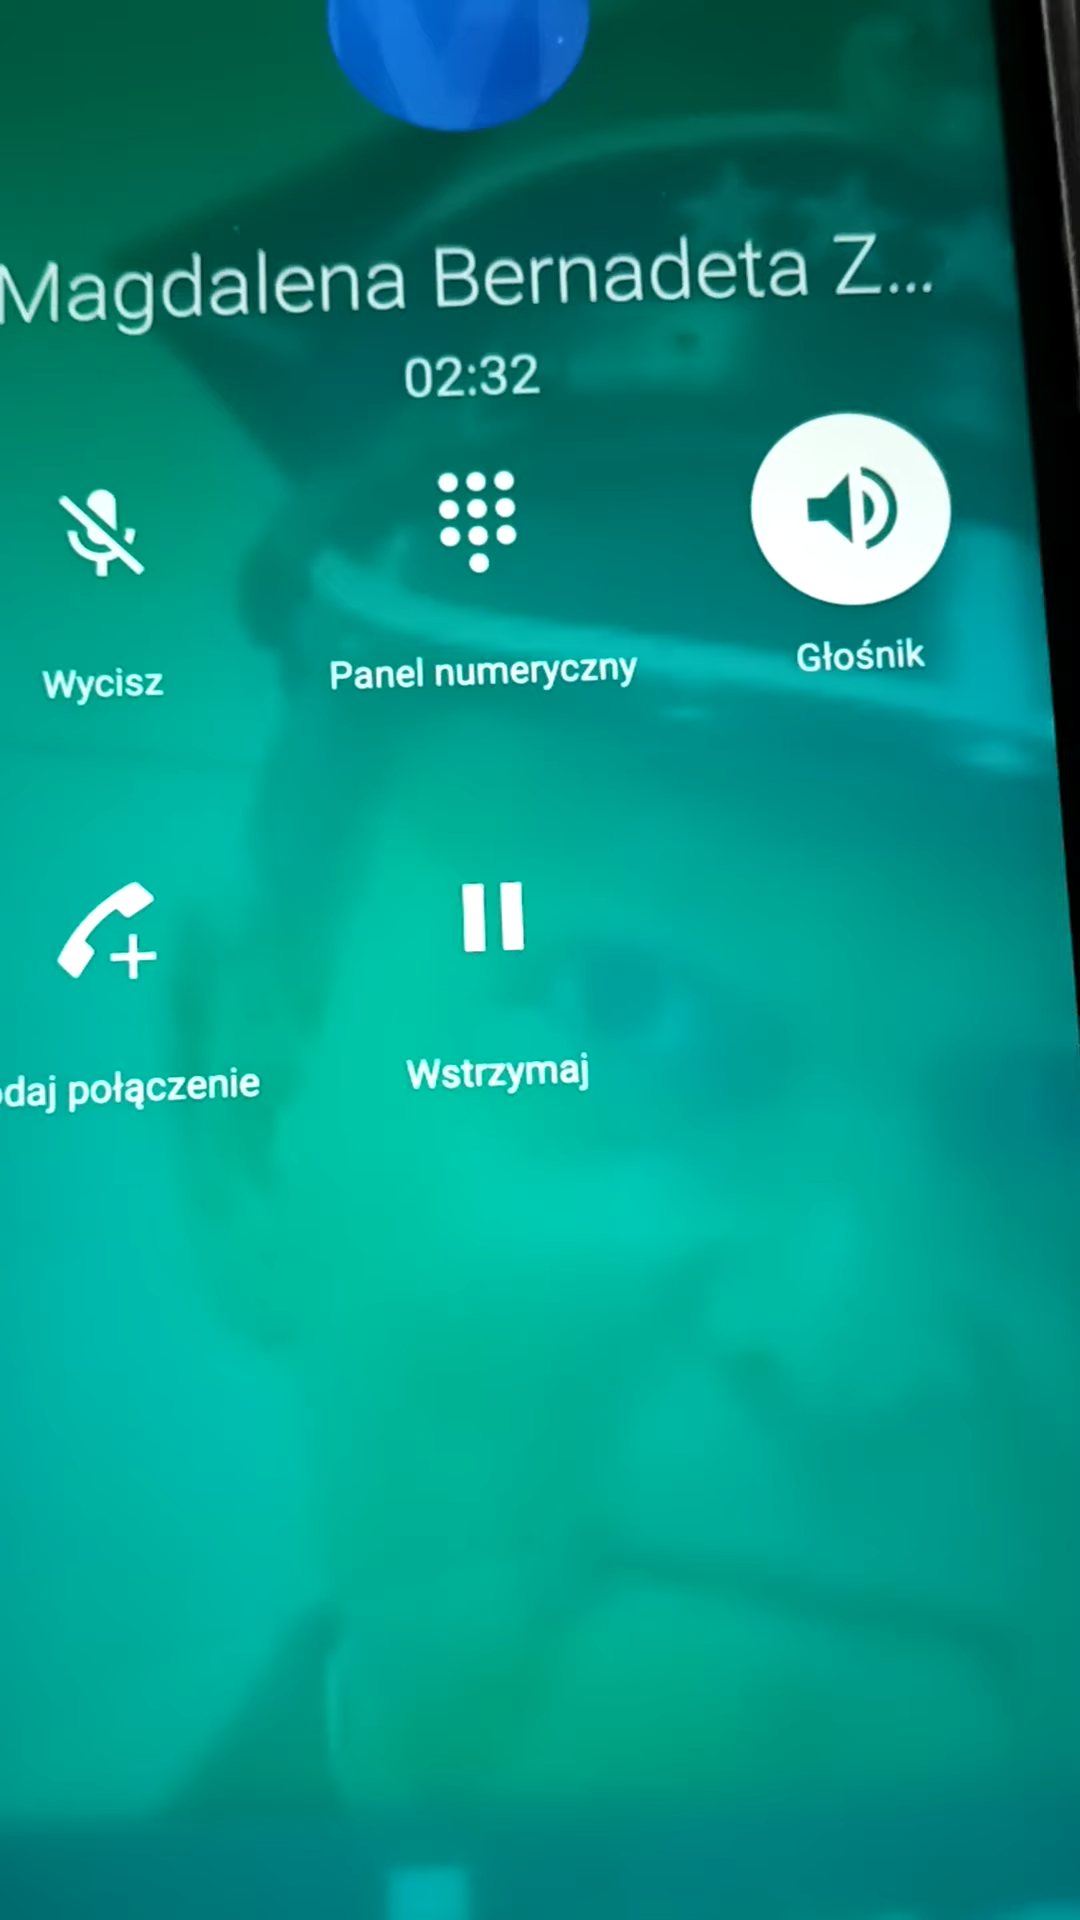 Magdalena Bernadeta Z...
02:32
Wycisz
Panel numeryczny
Głośnik
daj połączenie
Wstrzymaj